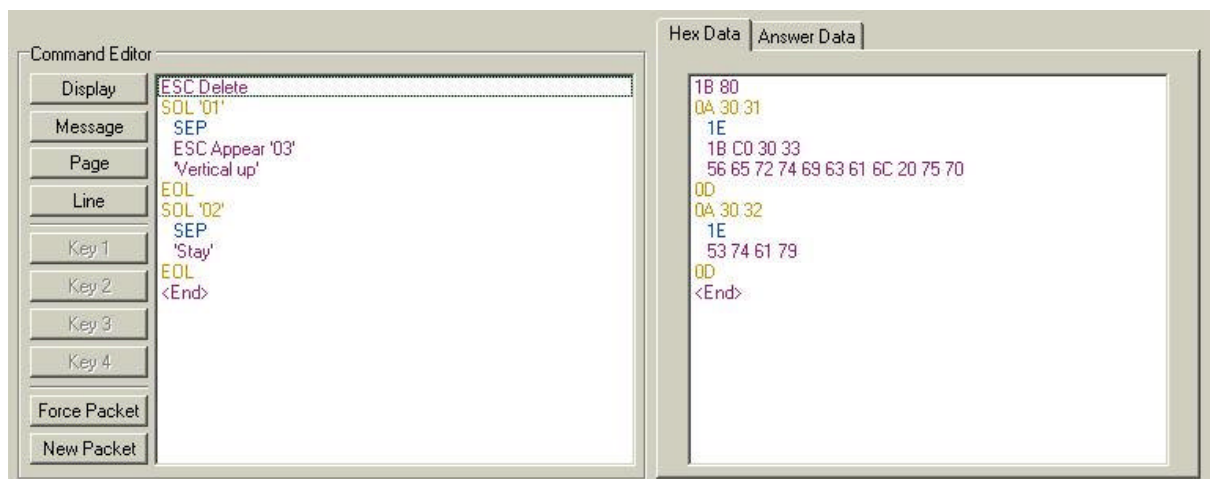 Command Editor
Display
Message
Page
Line
Key 1
Key 2
Key 3
Key 4
Force Packet
New Packet
ESC Delete
SOL '01'
SEP
ESC Appear '03'
'Vertical up'
EOL
SOL '02'
SEP
'Stay'
EOL
<End>
Hex Data
Answer Data
1B 80
0A 30 31
1E
1B C0 30 33
56 65 72 74 69 63 61 6C 20 75 70
0D
0A 30 32
1E
53 74 61 79
0D
<End>